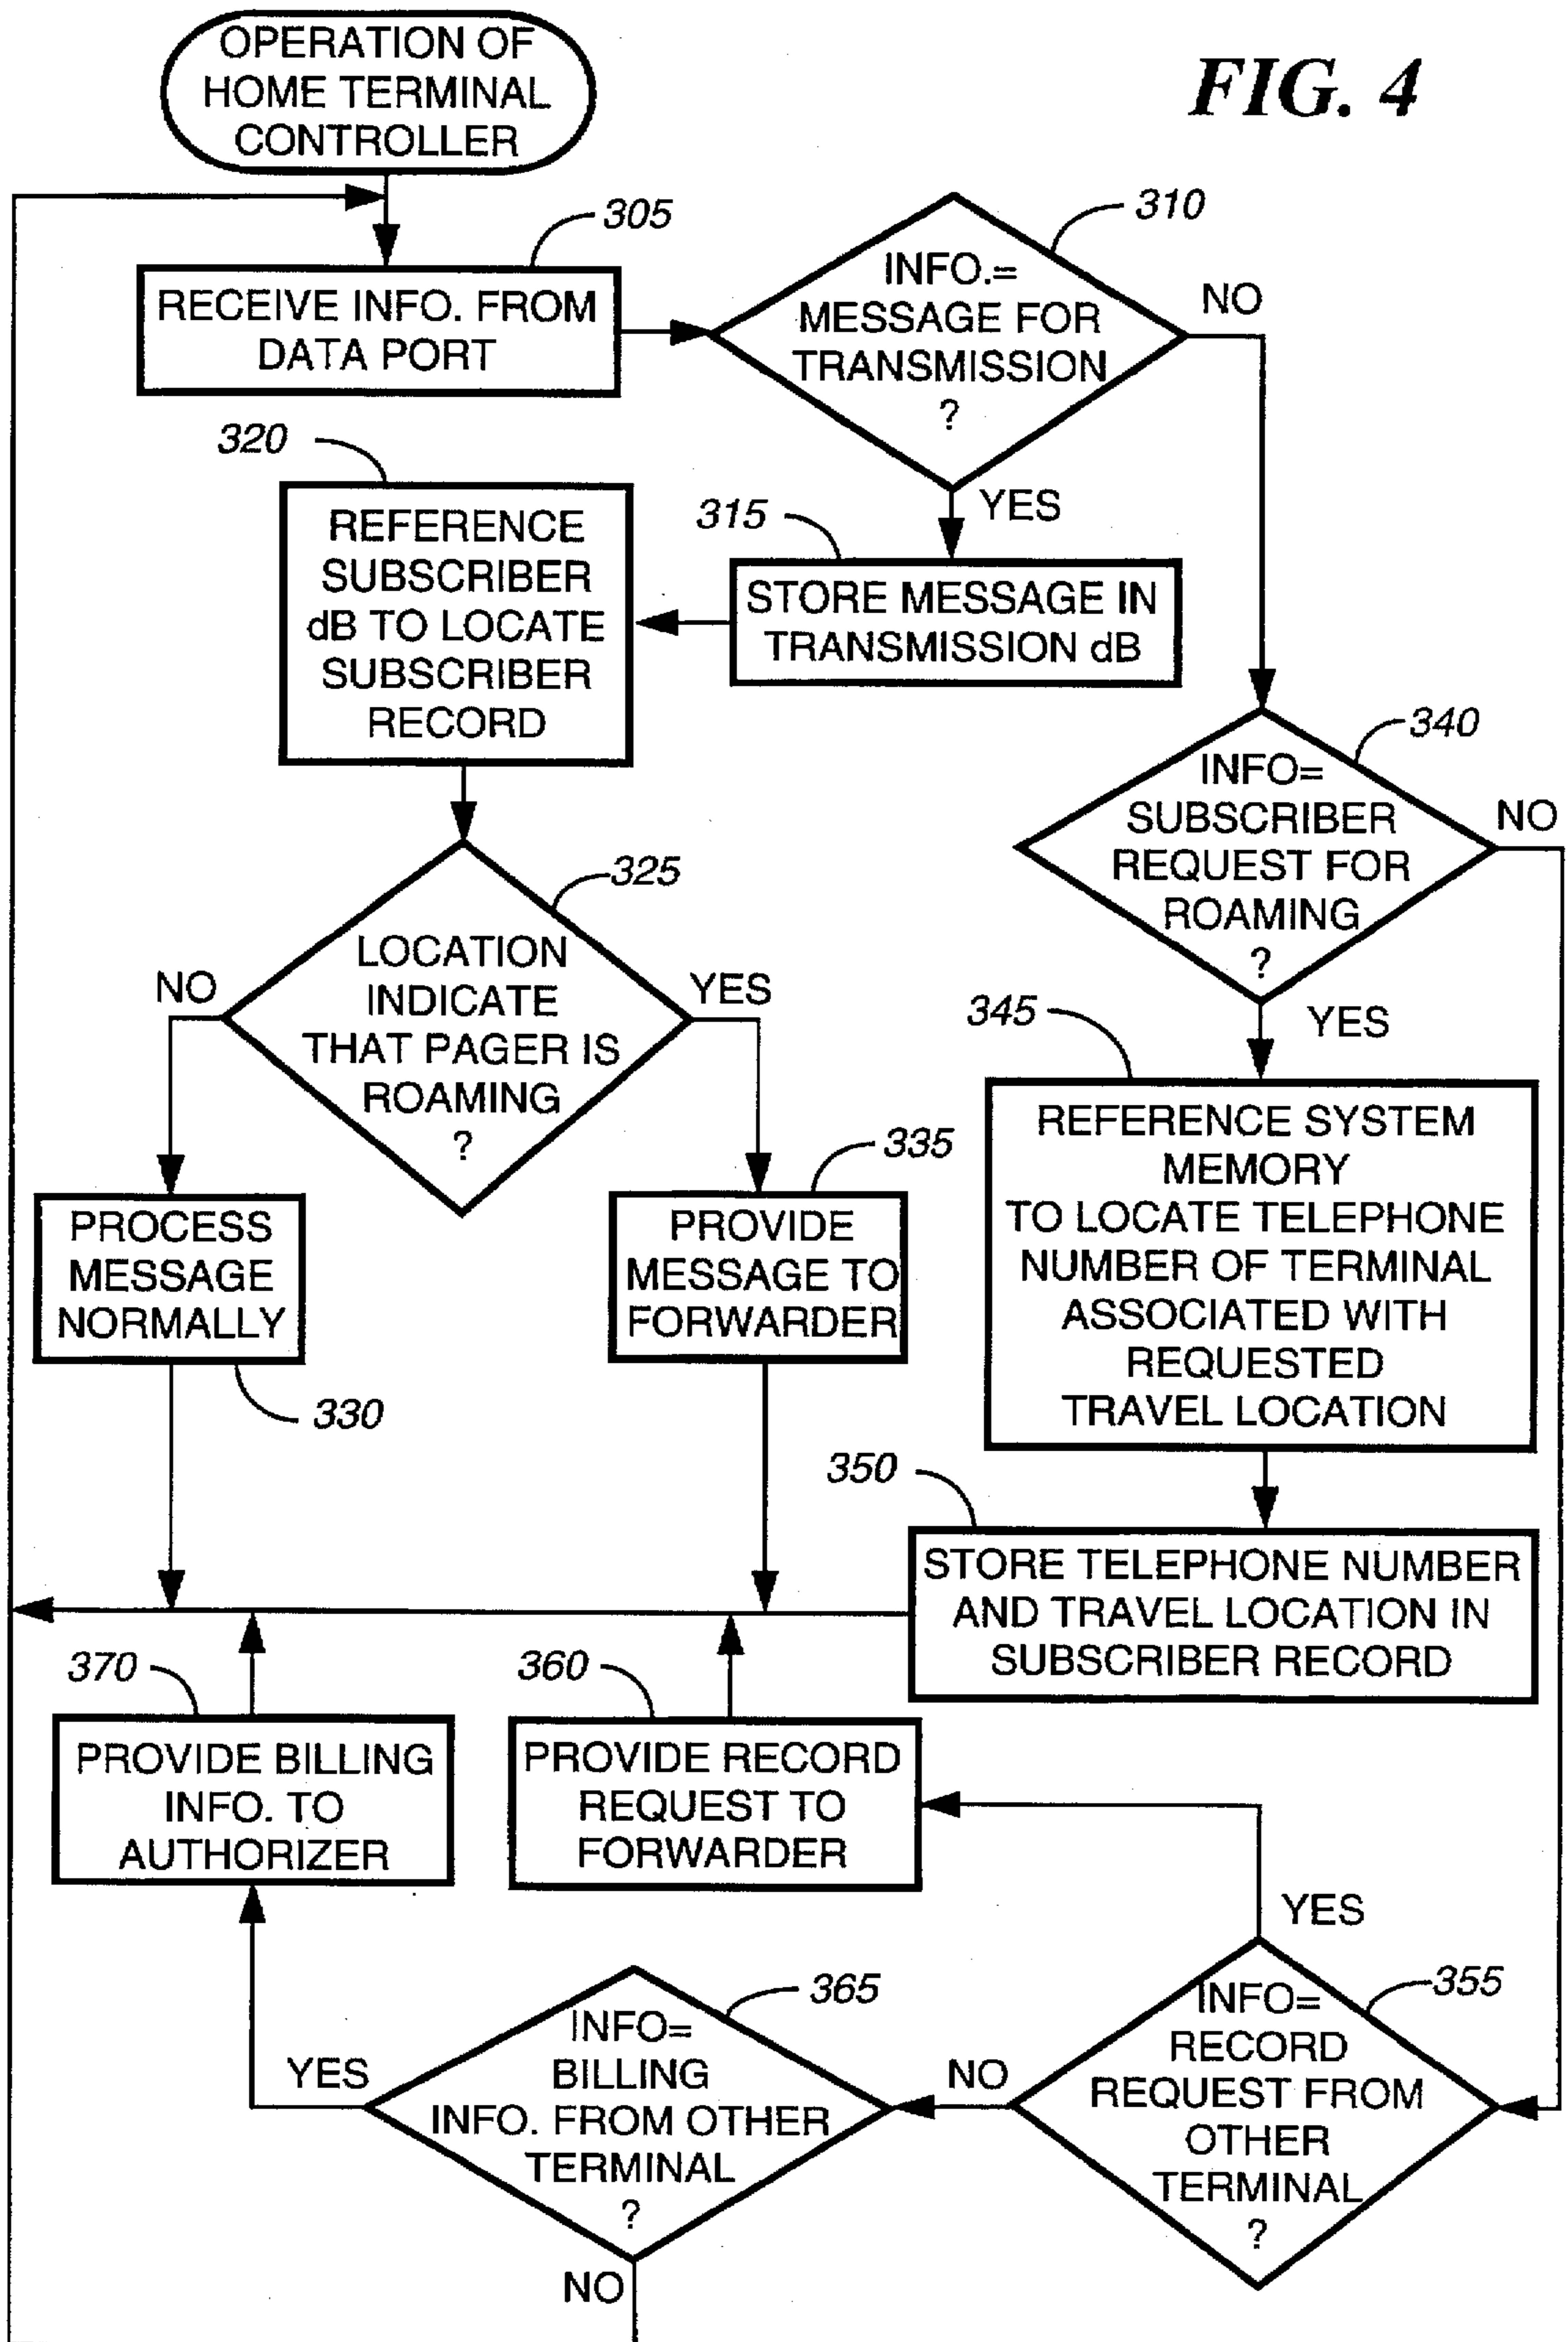 OPERATION OF
HOME TERMINAL
CONTROLLER
FIG. 4
305
RECEIVE INFO. FROM
DATA PORT
310
INFO.=
MESSAGE FOR
TRANSMISSION
?
NO
YES
320
REFERENCE
SUBSCRIBER
dB TO LOCATE
SUBSCRIBER
RECORD
315
STORE MESSAGE IN
TRANSMISSION dB
340
INFO=
SUBSCRIBER
REQUEST FOR
ROAMING
?
NO
YES
325
LOCATION
INDICATE
THAT PAGER IS
ROAMING
?
NO
YES
345
REFERENCE SYSTEM
MEMORY
TO LOCATE TELEPHONE
NUMBER OF TERMINAL
ASSOCIATED WITH
REQUESTED
TRAVEL LOCATION
335
PROCESS
MESSAGE
NORMALLY
330
PROVIDE
MESSAGE TO
FORWARDER
350
STORE TELEPHONE NUMBER
AND TRAVEL LOCATION IN
SUBSCRIBER RECORD
370
PROVIDE BILLING
INFO. TO
AUTHORIZER
360
PROVIDE RECORD
REQUEST TO
FORWARDER
YES
365
INFO=
BILLING
INFO. FROM OTHER
TERMINAL
?
YES
NO
NO
355
INFO=
RECORD
REQUEST FROM
OTHER
TERMINAL
?